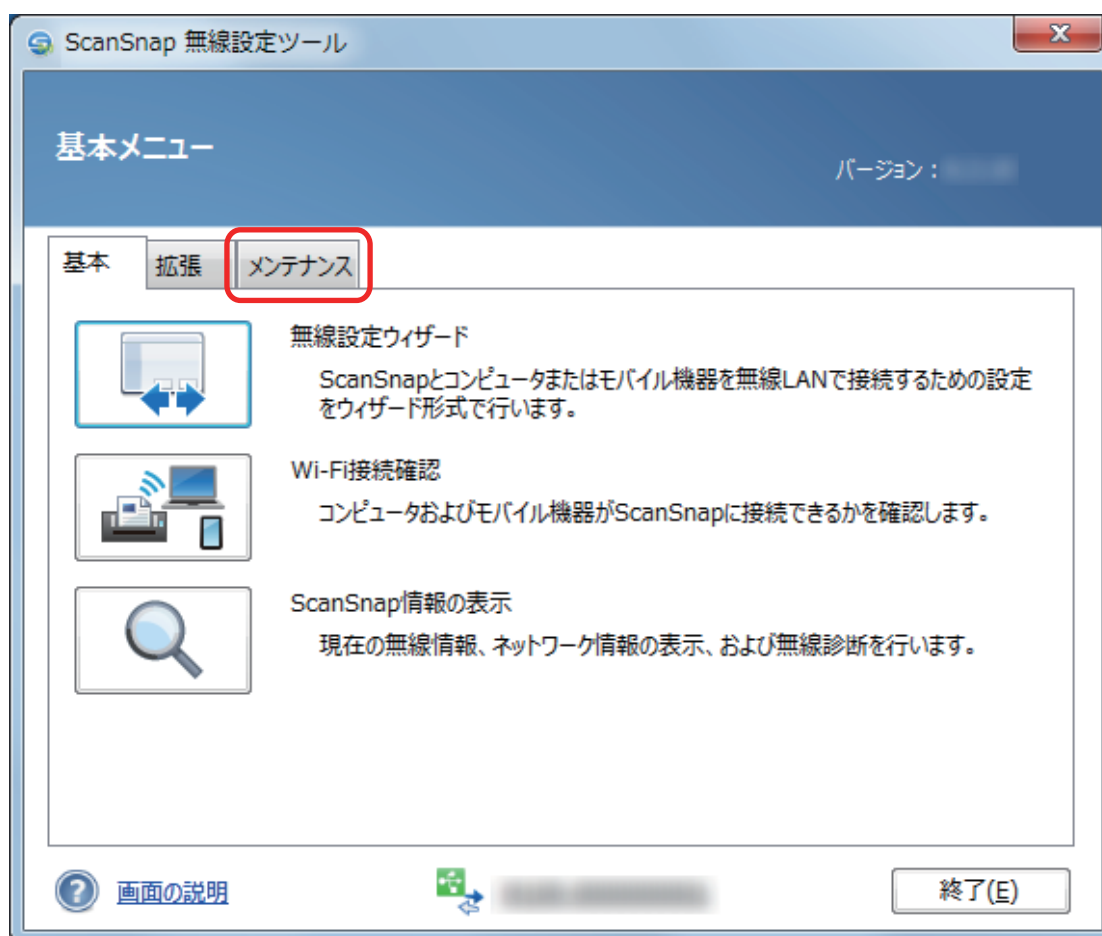 ScanSnap 無線設定ツール
基本メニュー
バージョン：
基本 拡張 メンテナンス
無線設定ウィザード
ScanSnapとコンピュータまたはモバイル機器を無線LANで接続するための設定
をウィザード形式で行います。
Wi-Fi接続確認
コンピュータおよびモバイル機器がScanSnapに接続できるかを確認します。
ScanSnap情報の表示
現在の無線情報、ネットワーク情報の表示、および無線診断を行います。
画面の説明
終了(E)